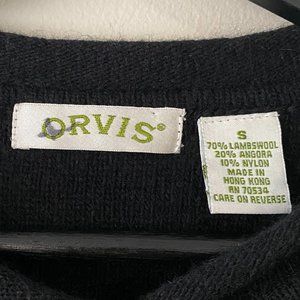 ORVIS®
S
70% LAMBSWOOL
20% ANGORA
10% NYLON
MADE IN
HONG KONG
RN 70534
CARE ON REVERSE